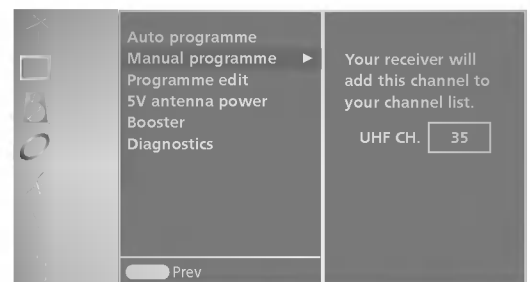 Auto programme
Manual programme ►
Programme edit
5V antenna power
Booster
Diagnostics
Prev
Your receiver will
add this channel to
your channel list.
UHF CH. 35